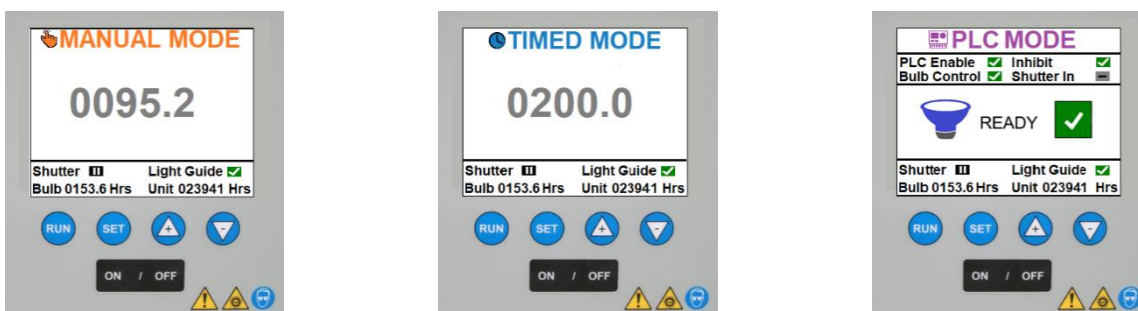 MANUAL MODE
0095.2
Shutter Light Guide
Bulb 0153.6 Hrs Unit 023941 Hrs
RUN SET + -
ON / OFF
TIMED MODE
0200.0
Shutter Light Guide
Bulb 0153.6 Hrs Unit 023941 Hrs
RUN SET + -
ON / OFF
PLC MODE
PLC Enable Inhibit
Bulb Control Shutter In
READY
Shutter Light Guide
Bulb 0153.6 Hrs Unit 023941 Hrs
RUN SET + -
ON / OFF